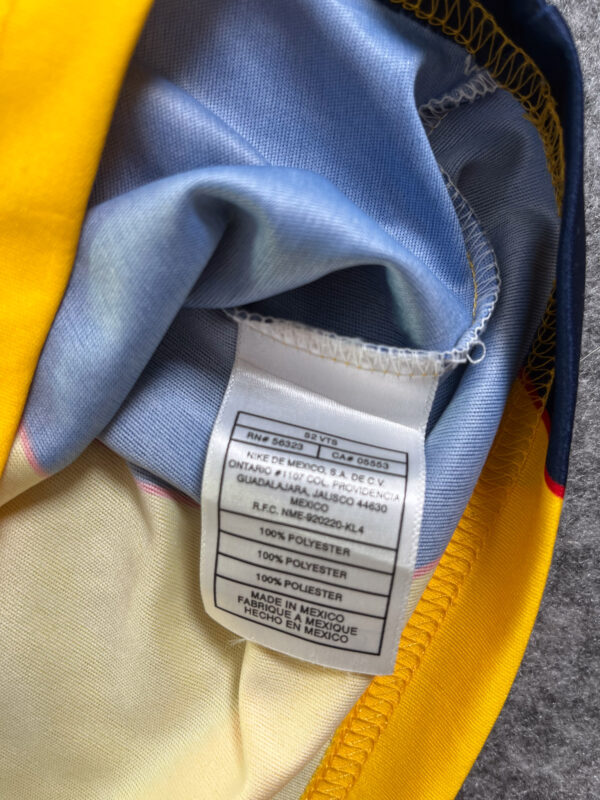 52 VTS
RN# 56323 CA# 05553
NIKE DE MEXICO, S.A. DE C.V.
ONTARIO #1107 COL. PROVIDENCIA
GUADALAJARA, JALISCO 44630
MEXICO
R.F.C. NME-920220-KL4
100% POLYESTER
100% POLYESTER
100% POLIESTER
MADE IN MEXICO
FABRIQUE A MEXIQUE
HECHO EN MEXICO